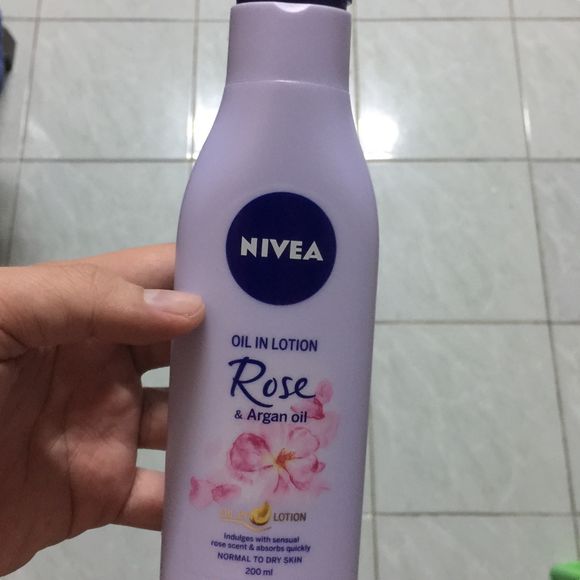 NIVEA
OIL IN LOTION
Rose
& Argan oil
LOTION
Indulges with sensual
rose scent & absorbs quickly
NORMAL TO DRY SKIN
200 ml